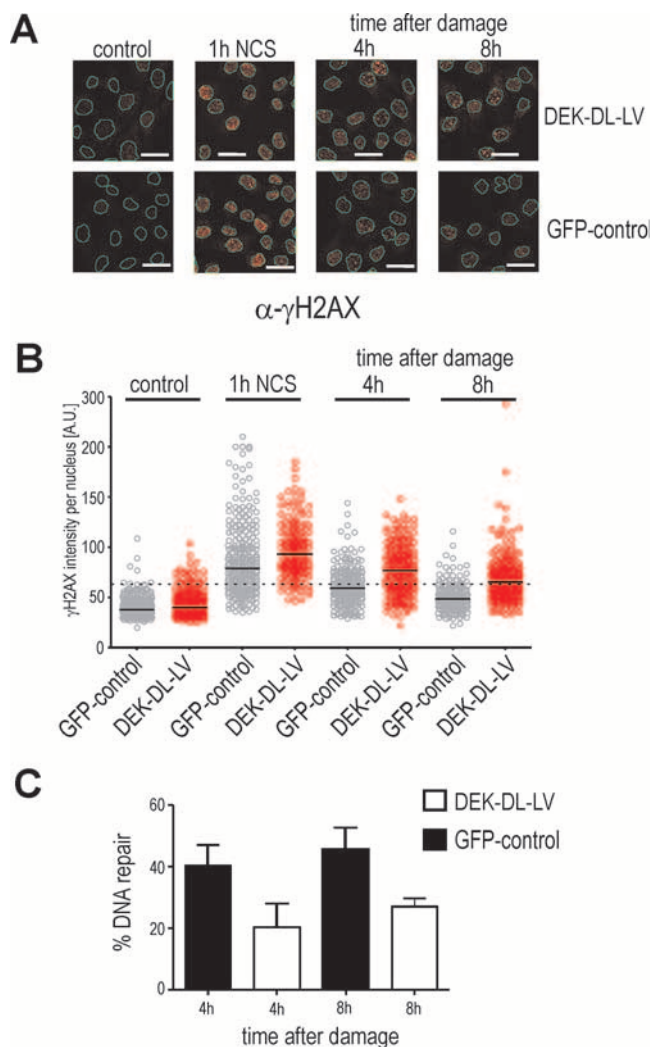 A
time after damage
control 1h NCS 4h 8h
DEK-DL-LV
GFP-control
α-γH2AX
B
time after damage
control 1h NCS 4h 8h
γH2AX intensity per nucleus [A.U.]
300
200
150
100
50
0
GFP-control DEK-DL-LV GFP-control DEK-DL-LV GFP-control DEK-DL-LV GFP-control DEK-DL-LV
C
DEK-DL-LV
GFP-control
% DNA repair
60
40
20
0
4h 4h 8h 8h
time after damage